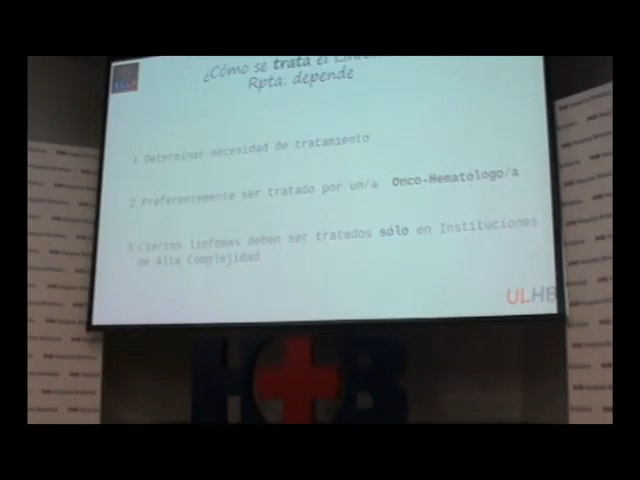 ¿Cómo se trata el
Rpta: depende
1 Determinar necesidad de tratamiento
2 Preferentemente ser tratado por un/a Onco-Hematologo/a
3 Ciertos linfomas deben ser tratados sólo en Instituciones
de Alta Complejidad
ULHB
H B